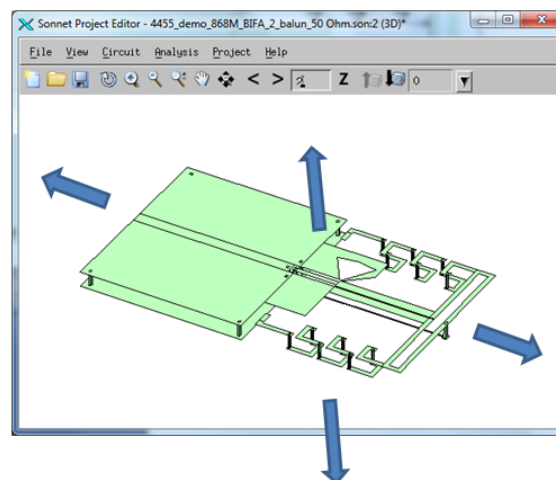 Sonnet Project Editor - 4455_demo_868M_BIFA_2_balun_50 Ohm.son:2 (3D)*
File View Circuit Analysis Project Help
< > Z 0